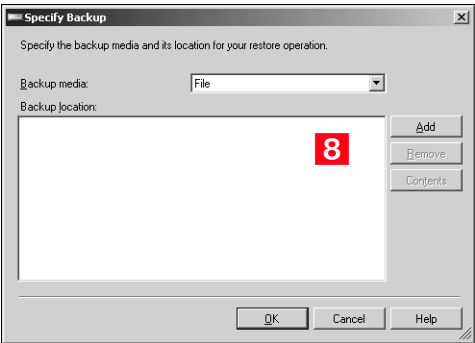 Specify Backup
Specify the backup media and its location for your restore operation.
Backup media:
File
Backup location:
8
Add
Remove
Contents
OK
Cancel
Help